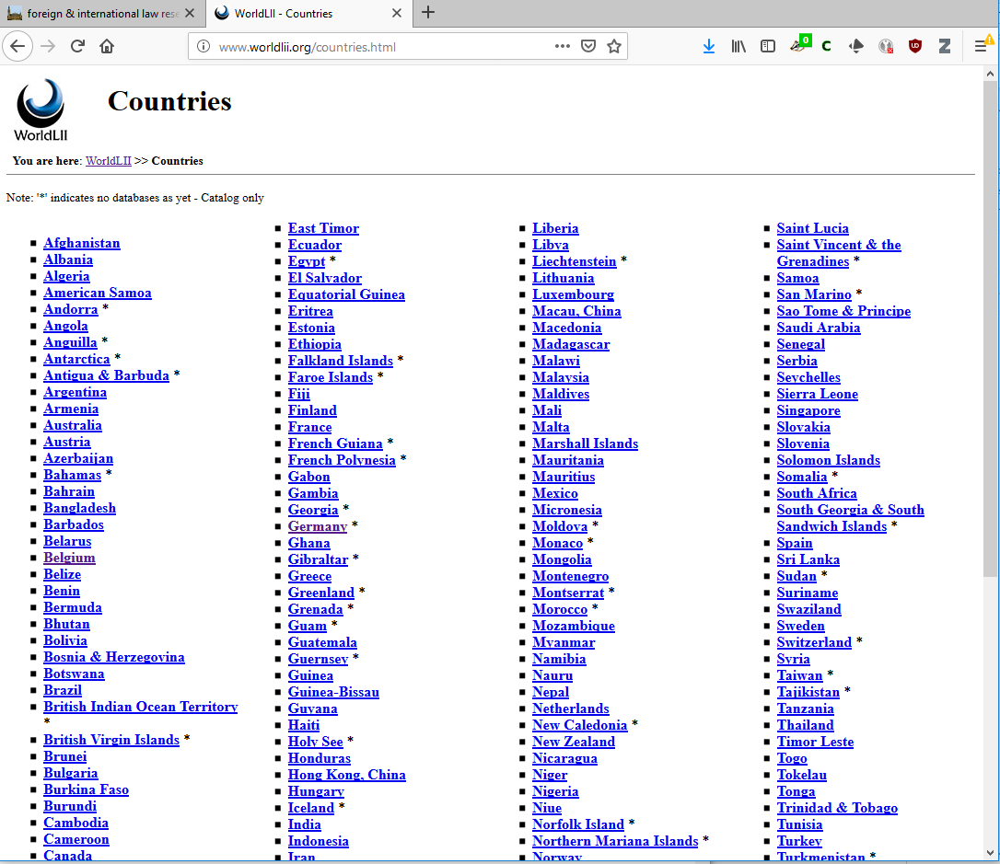 foreign & international law rese
WorldLII - Countries
www.worldlii.org/countries.html
0
Countries
WorldLII
You are here: WorldLII >> Countries
Note: '*' indicates no databases as yet - Catalog only
Afghanistan
Albania
Algeria
American Samoa
Andorra *
Angola
Anguilla *
Antarctica *
Antigua & Barbuda *
Argentina
Armenia
Australia
Austria
Azerbaijan
Bahamas *
Bahrain
Bangladesh
Barbados
Belarus
Belgium
Belize
Benin
Bermuda
Bhutan
Bolivia
Bosnia & Herzegovina
Botswana
Brazil
British Indian Ocean Territory
*
British Virgin Islands *
Brunei
Bulgaria
Burkina Faso
Burundi
Cambodia
Cameroon
Canada
East Timor
Ecuador
Egypt *
El Salvador
Equatorial Guinea
Eritrea
Estonia
Ethiopia
Falkland Islands *
Faroe Islands *
Fiji
Finland
France
French Guiana *
French Polynesia *
Gabon
Gambia
Georgia *
Germany *
Ghana
Gibraltar *
Greece
Greenland *
Grenada *
Guam *
Guatemala
Guernsey *
Guinea
Guinea-Bissau
Guyana
Haiti
Holy See *
Honduras
Hong Kong, China
Hungary
Iceland *
India
Indonesia
Iran
Liberia
Libya
Liechtenstein *
Lithuania
Luxembourg
Macau, China
Macedonia
Madagascar
Malawi
Malaysia
Maldives
Mali
Malta
Marshall Islands
Mauritania
Mauritius
Mexico
Micronesia
Moldova *
Monaco *
Mongolia
Montenegro
Montserrat *
Morocco *
Mozambique
Myanmar
Namibia
Nauru
Nepal
Netherlands
New Caledonia *
New Zealand
Nicaragua
Niger
Nigeria
Niue
Norfolk Island *
Northern Mariana Islands *
Norway
Saint Lucia
Saint Vincent & the
Grenadines *
Samoa
San Marino *
Sao Tome & Principe
Saudi Arabia
Senegal
Serbia
Seychelles
Sierra Leone
Singapore
Slovakia
Slovenia
Solomon Islands
Somalia *
South Africa
South Georgia & South
Sandwich Islands *
Spain
Sri Lanka
Sudan *
Suriname
Swaziland
Sweden
Switzerland *
Syria
Taiwan *
Tajikistan *
Tanzania
Thailand
Timor Leste
Togo
Tokelau
Tonga
Trinidad & Tobago
Tunisia
Turkey
Turkmenistan *